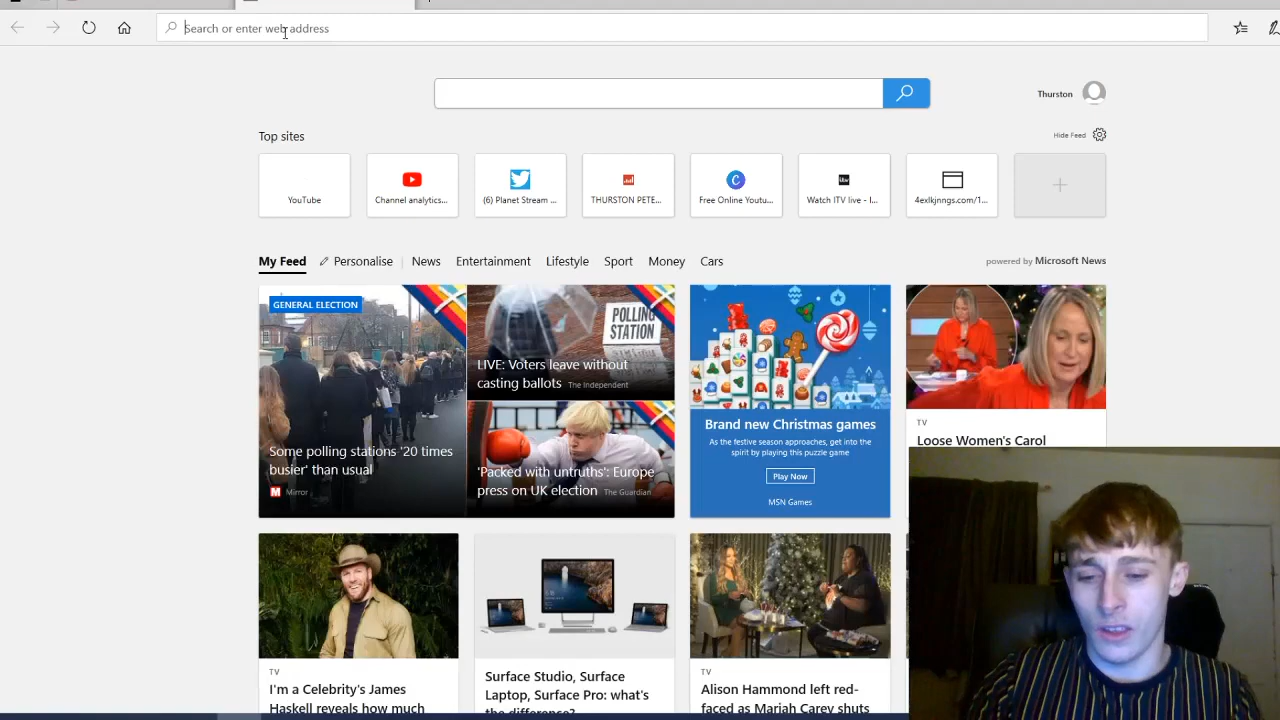 Search or enter web address
Thurston
Top sites
Hide Feed
YouTube
Channel analytics...
(6) Planet Stream ...
THURSTON PETE...
Free Online Youtu...
Watch ITV live - I...
4exlkjnngs.com/1...
My Feed
Personalise
News
Entertainment
Lifestyle
Sport
Money
Cars
powered by Microsoft News
GENERAL ELECTION
Some polling stations '20 times
busier' than usual
Mirror
POLLING
STATION
LIVE: Voters leave without
casting ballots The Independent
'Packed with untruths': Europe
press on UK election The Guardian
Brand new Christmas games
As the festive season approaches, get into the
spirit by playing this puzzle game
Play Now
MSN Games
TV
Loose Women's Carol
TV
I'm a Celebrity's James
Haskell reveals how much
Surface Studio, Surface
Laptop, Surface Pro: what's
the difference?
TV
Alison Hammond left red-
faced as Mariah Carey shuts